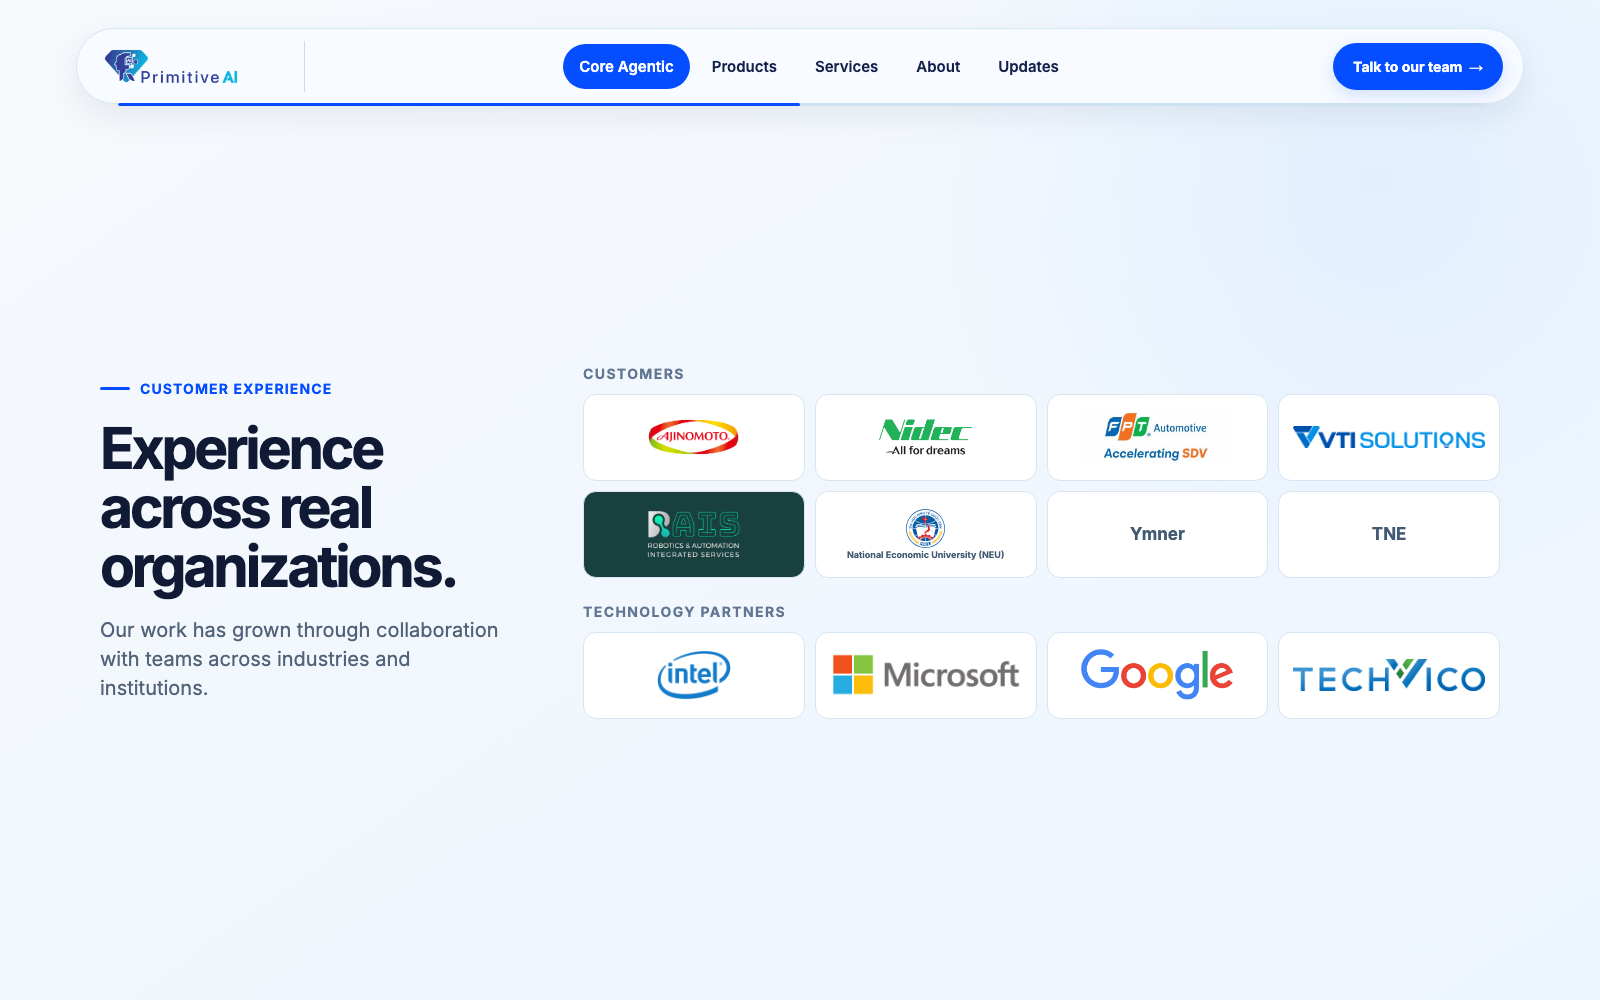 Primitive AI
Core Agentic
Products
Services
About
Updates
Talk to our team →
CUSTOMER EXPERIENCE
Experience
across real
organizations.
Our work has grown through collaboration
with teams across industries and
institutions.
CUSTOMERS
AJINOMOTO
Nidec
All for dreams
FPT Automotive
Accelerating SDV
VTI SOLUTIONS
RAIS
ROBOTICS & AUTOMATION
INTEGRATED SERVICES
National Economic University (NEU)
Ymner
TNE
TECHNOLOGY PARTNERS
intel
Microsoft
Google
TECHVICO